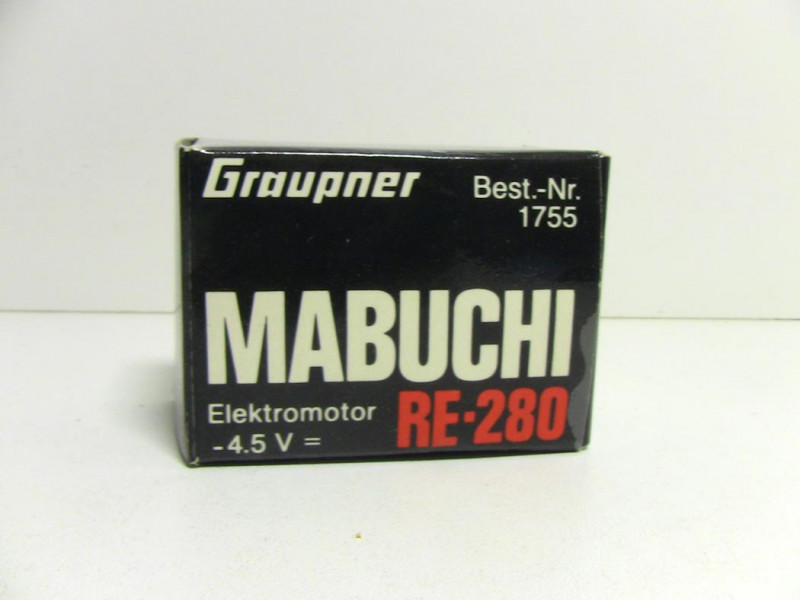 Graupner
Best.-Nr.
1755
MABUCHI
Elektromotor
RE-280
-4.5 V =